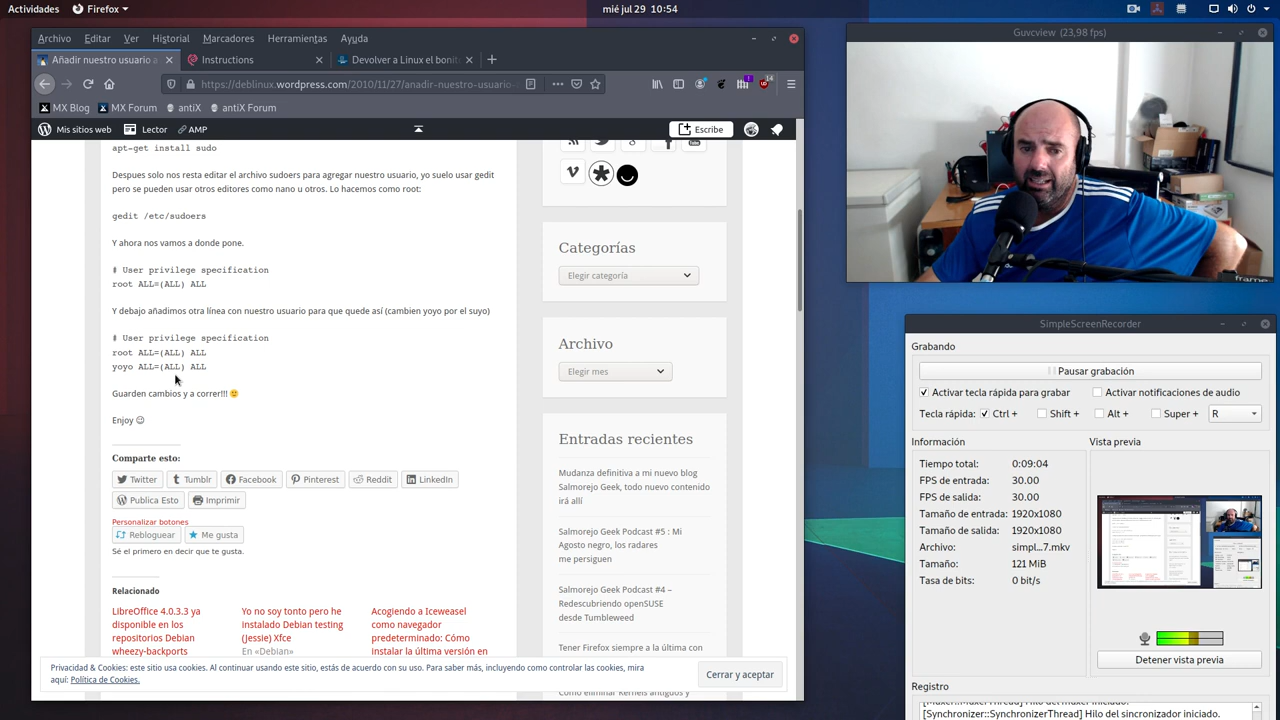 Actividades
Firefox
mié jul 29 10:54
Archivo Editar Ver Historial Marcadores Herramientas Ayuda
Añadir nuestro usuario a
Instructions
Devolver a Linux el bonit
https://deblinux.wordpress.com/2010/11/27/anadir-nuestro-usuario-
14
MX Blog MX Forum antiX antiX Forum
Mis sitios web Lector AMP Escribe
apt-get install sudo
Despues solo nos resta editar el archivo sudoers para agregar nuestro usuario, yo suelo usar gedit
pero se pueden usar otros editores como nano u otros. Lo hacemos como root:
gedit /etc/sudoers
Y ahora nos vamos a donde pone.
# User privilege specification
root ALL=(ALL) ALL
Y debajo añadimos otra línea con nuestro usuario para que quede así (cambien yoyo por el suyo)
# User privilege specification
root ALL=(ALL) ALL
yoyo ALL=(ALL) ALL
Guarden cambios y a correr!!! 🙂
Enjoy 😉
Comparte esto:
Twitter Tumblr Facebook Pinterest Reddit LinkedIn
Publica Esto Imprimir
Personalizar botones
Rebloguear Me gusta
Sé el primero en decir que te gusta.
Relacionado
LibreOffice 4.0.3.3 ya
disponible en los
repositorios Debian
wheezy-backports
Yo no soy tonto pero he
instalado Debian testing
(Jessie) Xfce
En «Debian»
Acogiendo a Iceweasel
como navegador
predeterminado: Cómo
instalar la última versión en
Categorías
Elegir categoría
Archivo
Elegir mes
Entradas recientes
Mudanza definitiva a mi nuevo blog
Salmorejo Geek, todo nuevo contenido
irá allí
Salmorejo Geek Podcast #5 : Mi
Agosto negro, los radares
me persiguen
Salmorejo Geek Podcast #4 –
Redescubriendo openSUSE
desde Tumbleweed
Tener Firefox siempre a la última con
Como eliminar Kernels antiguos y
Privacidad & Cookies: este sitio usa cookies. Al continuar usando este sitio, estás de acuerdo con su uso. Para saber más, incluyendo como controlar las cookies, mira
aquí: Política de Cookies.
Cerrar y aceptar
Guvcview (23,98 fps)
frame
SimpleScreenRecorder
Grabando
Pausar grabación
Activar tecla rápida para grabar Activar notificaciones de audio
Tecla rápida: Ctrl + Shift + Alt + Super + R
Información
Tiempo total: 0:09:04
FPS de entrada: 30.00
FPS de salida: 30.00
Tamaño de entrada: 1920x1080
Tamaño de salida: 1920x1080
Archivo: simpl...7.mkv
Tamaño: 121 MiB
Tasa de bits: 0 bit/s
Vista previa
Detener vista previa
Registro
[Muxer::MuxerThread] Hilo del muxer iniciado.
[Synchronizer::SynchronizerThread] Hilo del sincronizador iniciado.